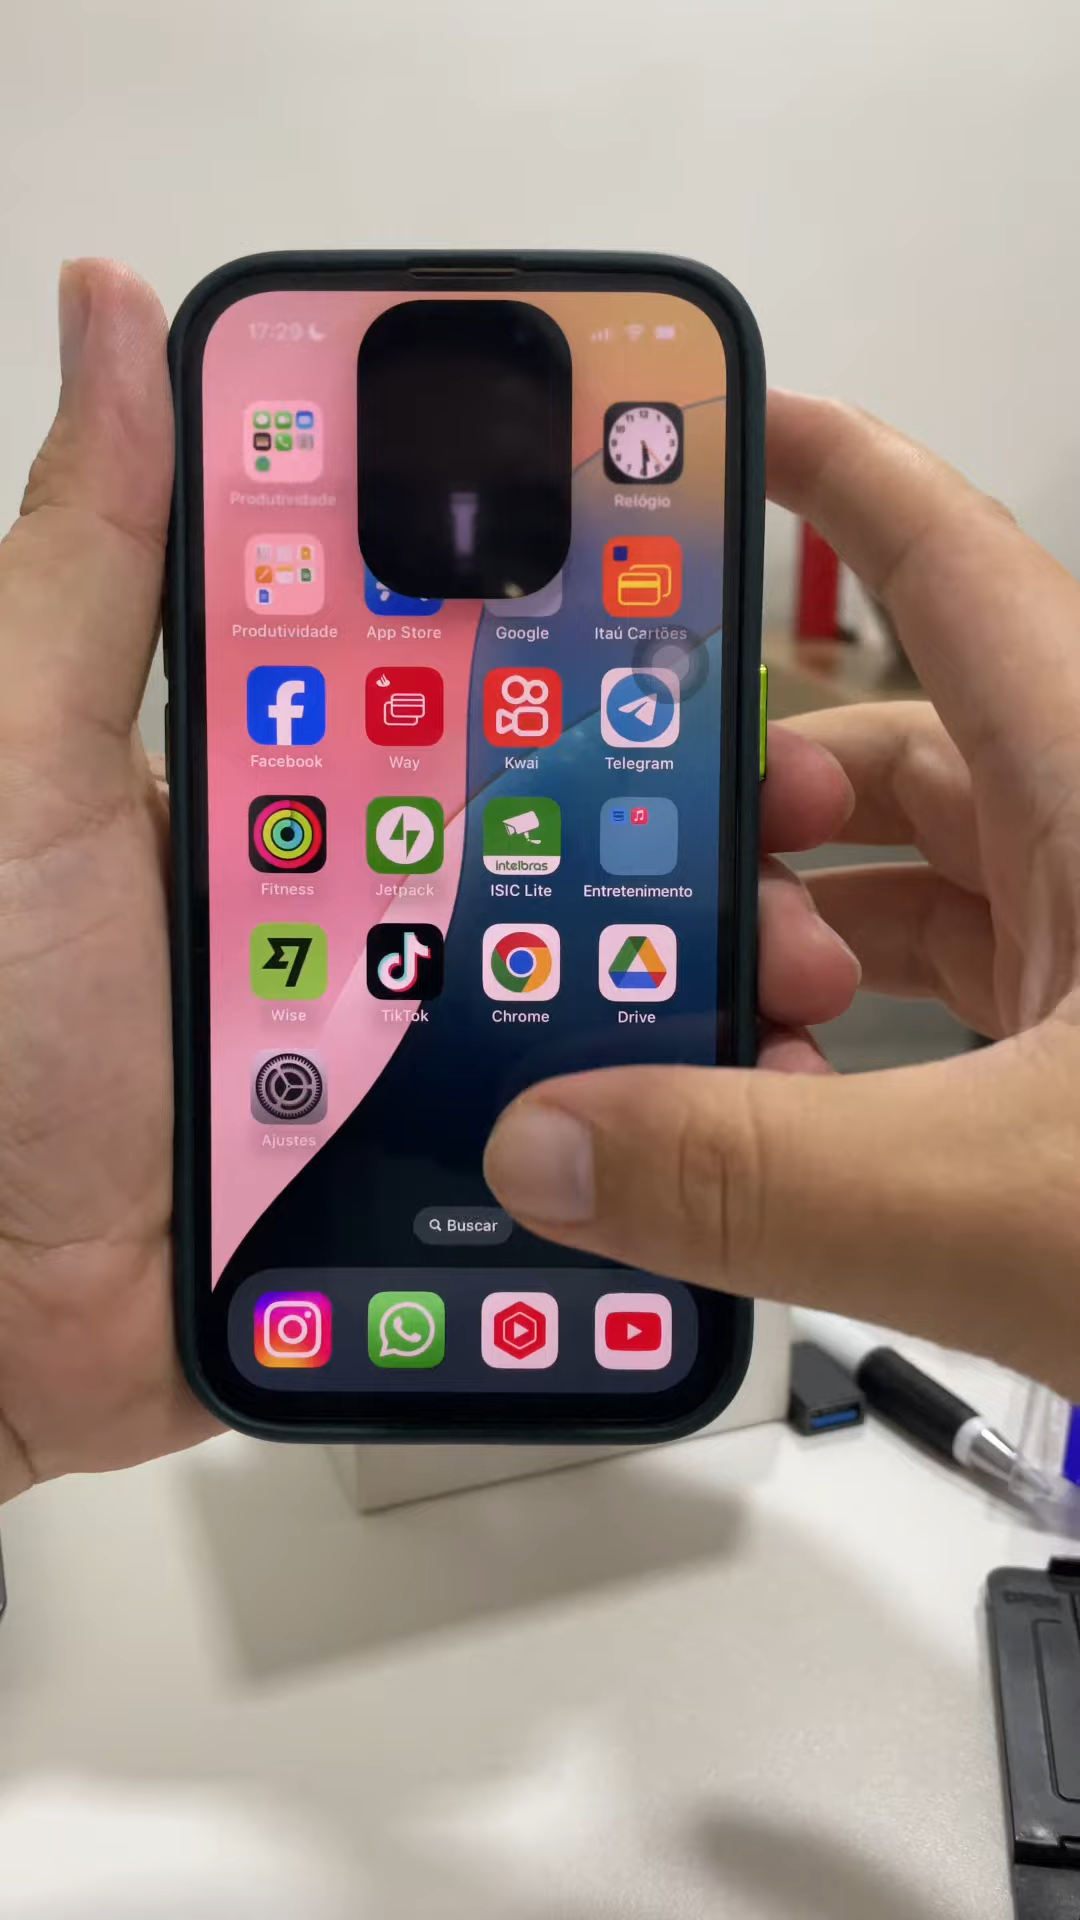 17:29
Produtividade
Relógio
Produtividade
App Store
Google
Itaú Cartões
Facebook
Way
Kwai
Telegram
Fitness
Jetpack
intelbras
ISIC Lite
Entretenimento
Wise
TikTok
Chrome
Drive
Ajustes
Buscar